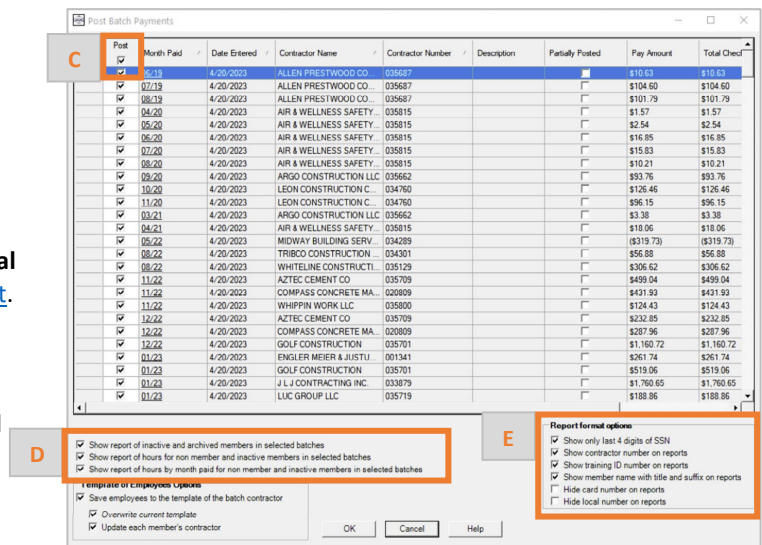 Post Batch Payments
C
Post Month Paid Date Entered Contractor Name Contractor Number Description Partially Posted Pay Amount Total Check
06/19 4/20/2023 ALLEN PRESTWOOD CO... 035687 $10.63 $10.63
07/19 4/20/2023 ALLEN PRESTWOOD CO... 035687 $104.60 $104.60
08/19 4/20/2023 ALLEN PRESTWOOD CO... 035687 $101.79 $101.79
04/20 4/20/2023 AIR & WELLNESS SAFETY... 035815 $1.57 $1.57
05/20 4/20/2023 AIR & WELLNESS SAFETY... 035815 $2.54 $2.54
06/20 4/20/2023 AIR & WELLNESS SAFETY... 035815 $16.85 $16.85
07/20 4/20/2023 AIR & WELLNESS SAFETY... 035815 $15.83 $15.83
08/20 4/20/2023 AIR & WELLNESS SAFETY... 035815 $10.21 $10.21
09/20 4/20/2023 ARGO CONSTRUCTION LLC 035662 $93.76 $93.76
10/20 4/20/2023 LEON CONSTRUCTION C... 034760 $126.46 $126.46
11/20 4/20/2023 LEON CONSTRUCTION C... 034760 $96.15 $96.15
03/21 4/20/2023 ARGO CONSTRUCTION LLC 035662 $3.38 $3.38
04/21 4/20/2023 AIR & WELLNESS SAFETY... 035815 $18.06 $18.06
05/22 4/20/2023 MIDWAY BUILDING SERV... 034289 ($319.73) ($319.73)
al 08/22 4/20/2023 TRIBCO CONSTRUCTION ... 034301 $56.88 $56.88
08/22 4/20/2023 WHITELINE CONSTRUCTI... 035129 $306.62 $306.62
11/22 4/20/2023 AZTEC CEMENT CO 035709 $499.04 $499.04
t. 11/22 4/20/2023 COMPASS CONCRETE MA... 020809 $431.93 $431.93
11/22 4/20/2023 WHIPPIN WORK LLC 035800 $124.43 $124.43
12/22 4/20/2023 AZTEC CEMENT CO 035709 $232.85 $232.85
12/22 4/20/2023 COMPASS CONCRETE MA... 020809 $287.96 $287.96
12/22 4/20/2023 GOLF CONSTRUCTION 035701 $1,160.72 $1,160.72
01/23 4/20/2023 ENGLER MEIER & JUSTU... 001341 $261.74 $261.74
01/23 4/20/2023 GOLF CONSTRUCTION 035701 $519.06 $519.06
01/23 4/20/2023 J L J CONTRACTING INC. 033879 $1,760.65 $1,760.65
01/23 4/20/2023 LUC GROUP LLC 035719 $188.86 $188.86
D
Show report of inactive and archived members in selected batches
Show report of hours for non member and inactive members in selected batches
Show report of hours by month paid for non member and inactive members in selected batches
Template of Employees Options
Save employees to the template of the batch contractor
Overwrite current template
Update each member's contractor
OK Cancel Help
E
Report format options
Show only last 4 digits of SSN
Show contractor number on reports
Show training ID number on reports
Show member name with title and suffix on reports
Hide card number on reports
Hide local number on reports